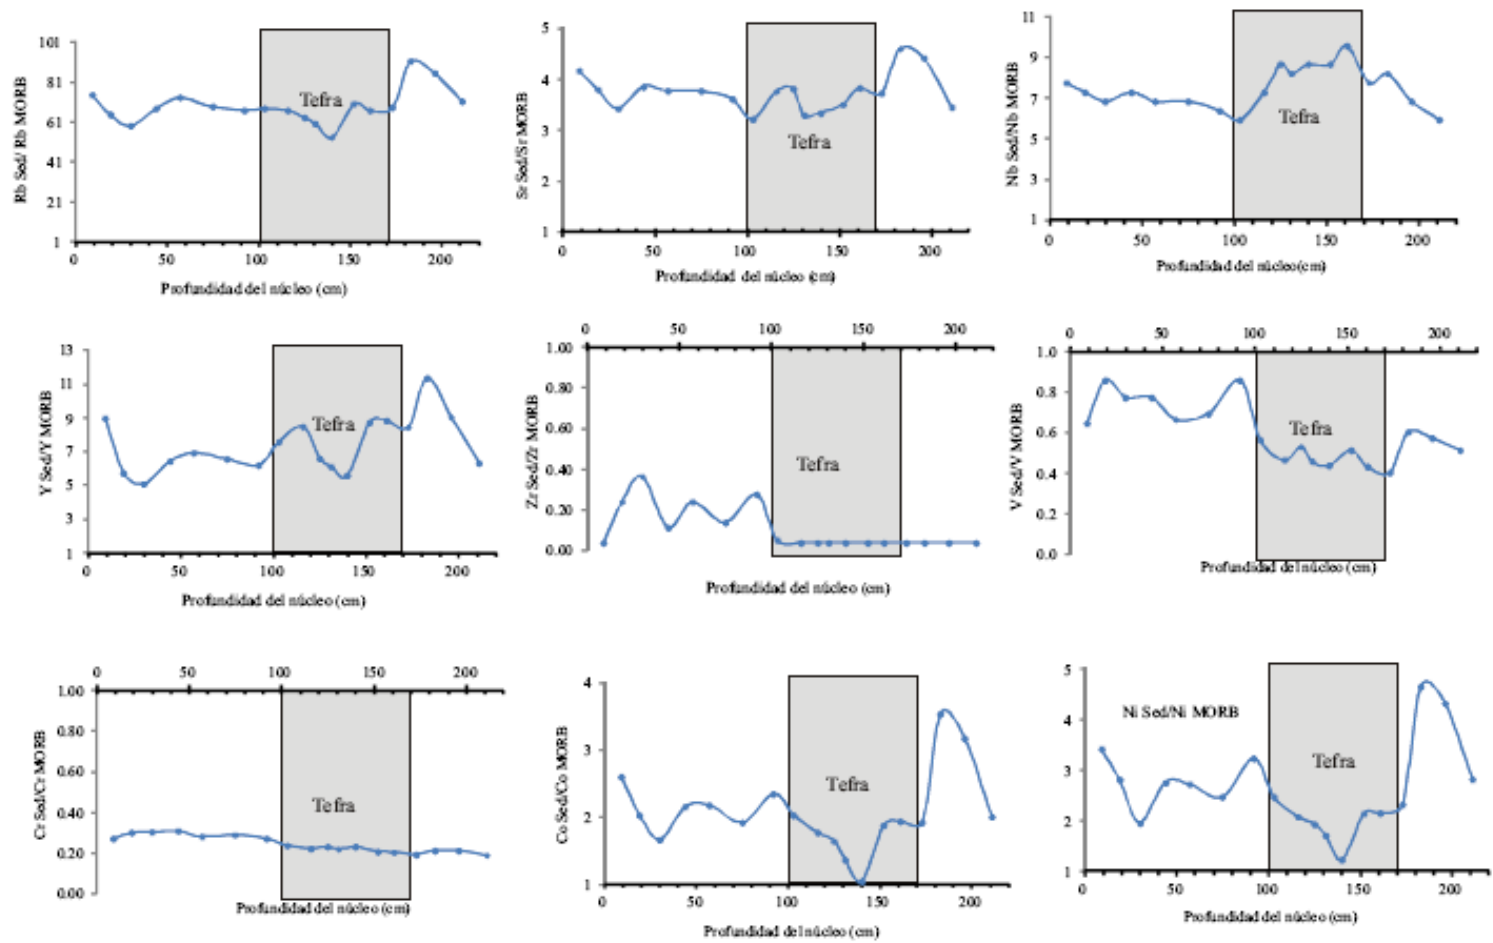 Rb Sed/ Rb MORB
101
81
61
41
21
1
Tefra
0 50 100 150 200
Profundidad del núcleo (cm)
Sr Sed/Sr MORB
5
4
3
2
1
Tefra
0 50 100 150 200
Profundidad del núcleo (cm)
Nb Sed/Nb MORB
11
9
7
5
3
1
Tefra
0 50 100 150 200
Profundidad del núcleo(cm)
Y Sed/Y MORB
13
11
9
7
5
3
1
Tefra
0 50 100 150 200
Profundidad del núcleo (cm)
0 50 100 150 200
Zr Sed/Zr MORB
1.00
0.80
0.60
0.40
0.20
0.00
Tefra
Profundidad del núcleo (cm)
0 50 100 150 200
V Sed/V MORB
1.0
0.8
0.6
0.4
0.2
0.0
Tefra
Profundidad del núcleo (cm)
0 50 100 150 200
Cr Sed/Cr MORB
1.00
0.80
0.60
0.40
0.20
0.00
Tefra
Profundidad del núcleo (cm)
Co Sed/Co MORB
4
3
2
1
Tefra
0 50 100 150 200
Profundidad del núcleo (cm)
Ni Sed/Ni MORB
5
4
3
2
1
Tefra
0 50 100 150 200
Profundidad del núcleo (cm)